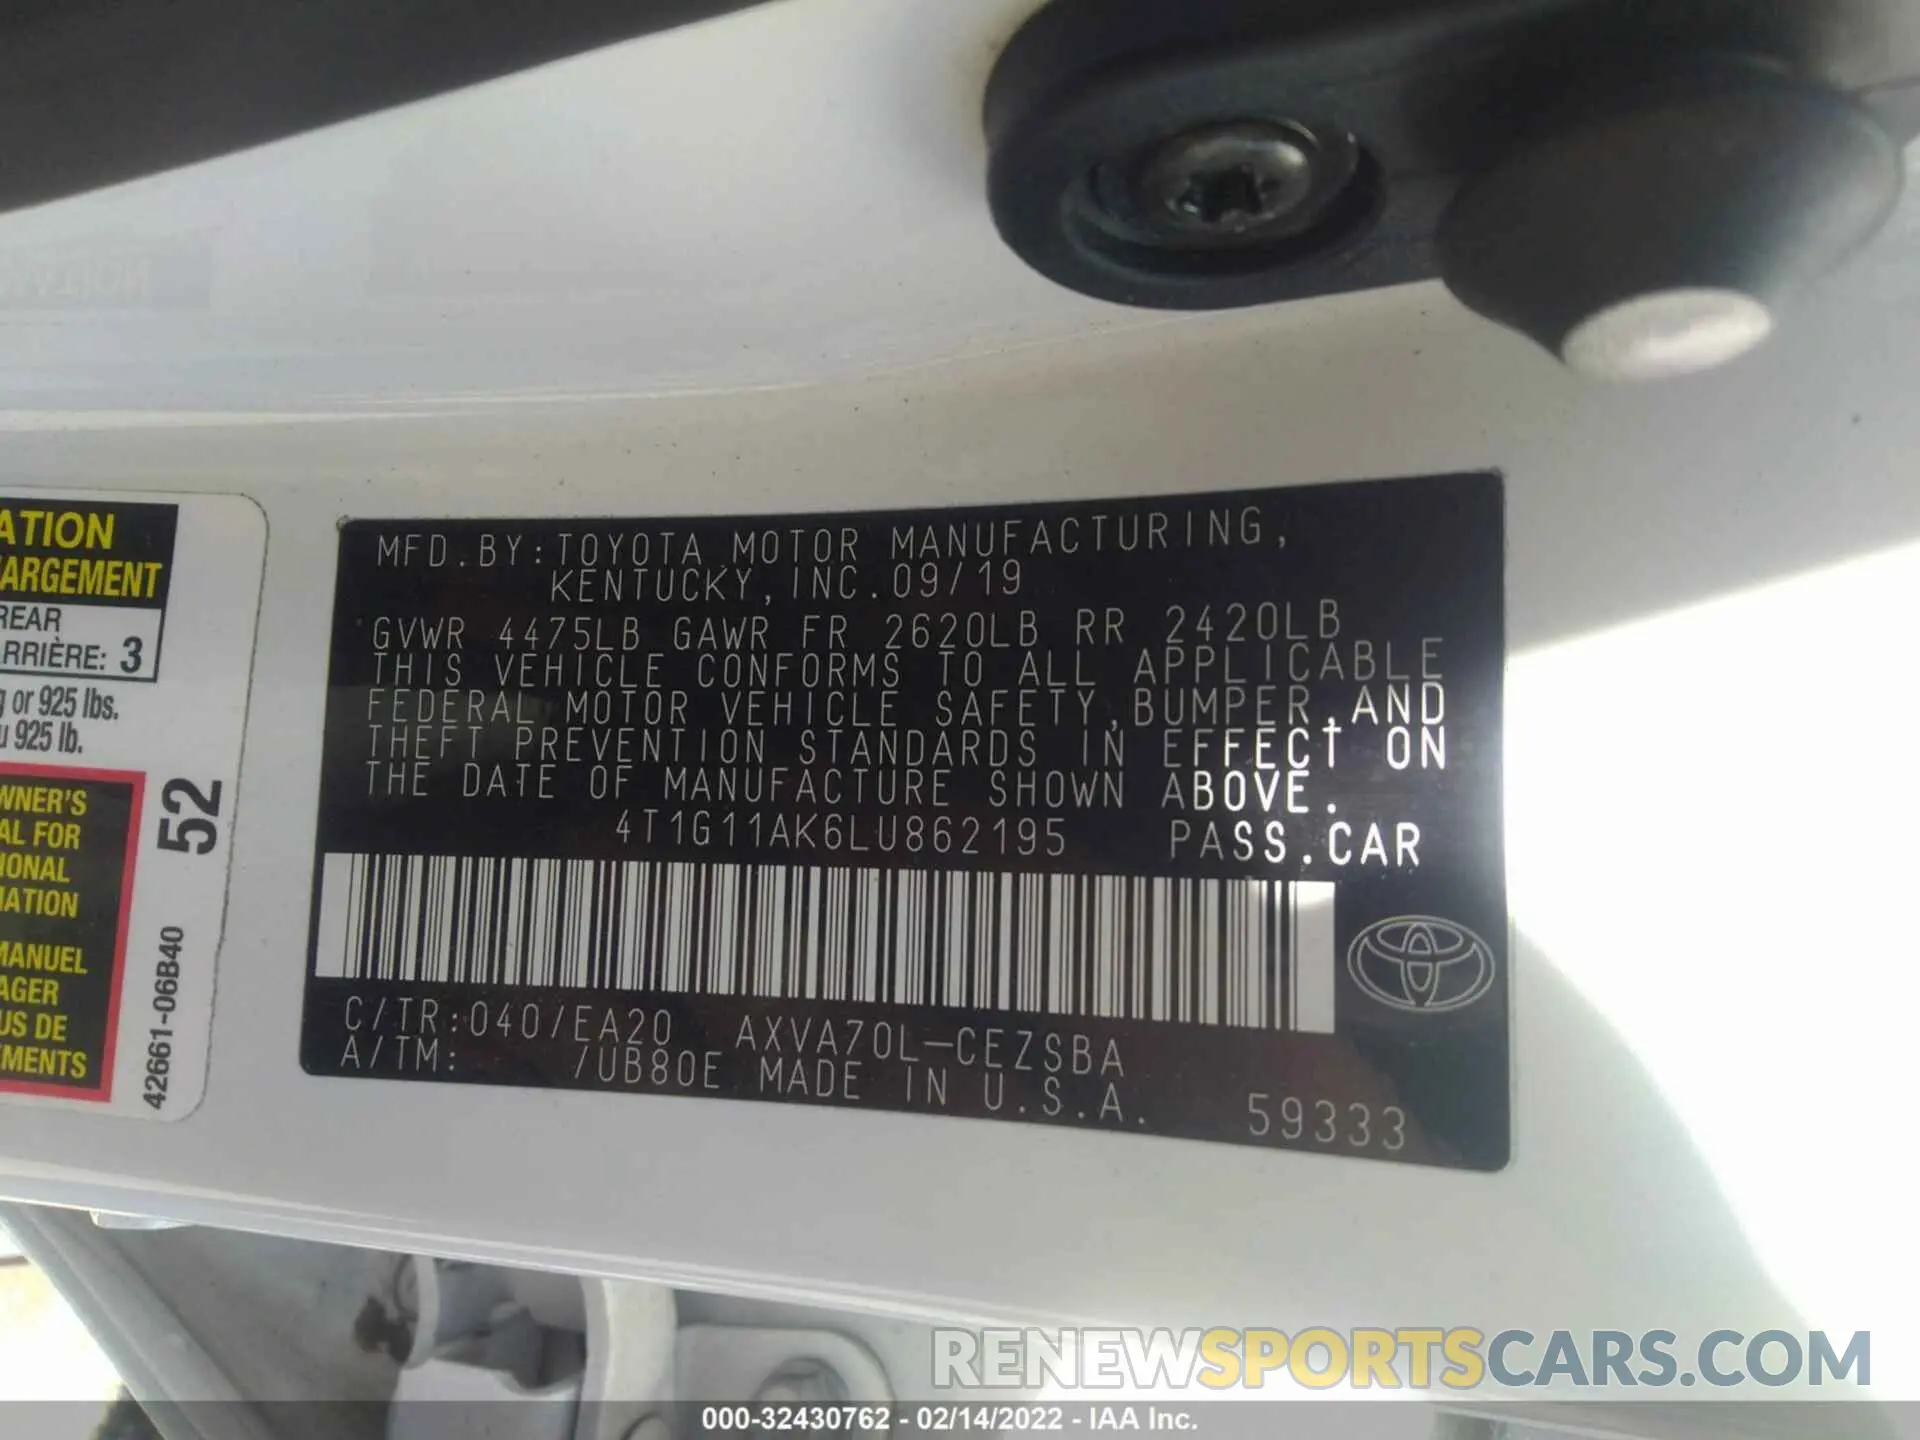 ATION
ARGEMENT
REAR
ARRIÈRE: 3
g or 925 lbs.
u 925 lb.
WNER'S
AL FOR
IONAL
MATION
MANUEL
AGER
US DE
EMENTS
52
42661-06B40
MFD.BY:TOYOTA MOTOR MANUFACTURING,
KENTUCKY,INC.09/19
GVWR 4475LB GAWR FR 2620LB RR 2420LB
THIS VEHICLE CONFORMS TO ALL APPLICABLE
FEDERAL MOTOR VEHICLE SAFETY,BUMPER,AND
THEFT PREVENTION STANDARDS IN EFFECT ON
THE DATE OF MANUFACTURE SHOWN ABOVE.
4T1G11AK6LU862195 PASS.CAR
C/TR:040/EA20 AXVA70L-CEZSBA
A/TM: /UB80E MADE IN U.S.A.
59333
RENEWSPORTSCARS.COM
000-32430762 - 02/14/2022 - IAA Inc.